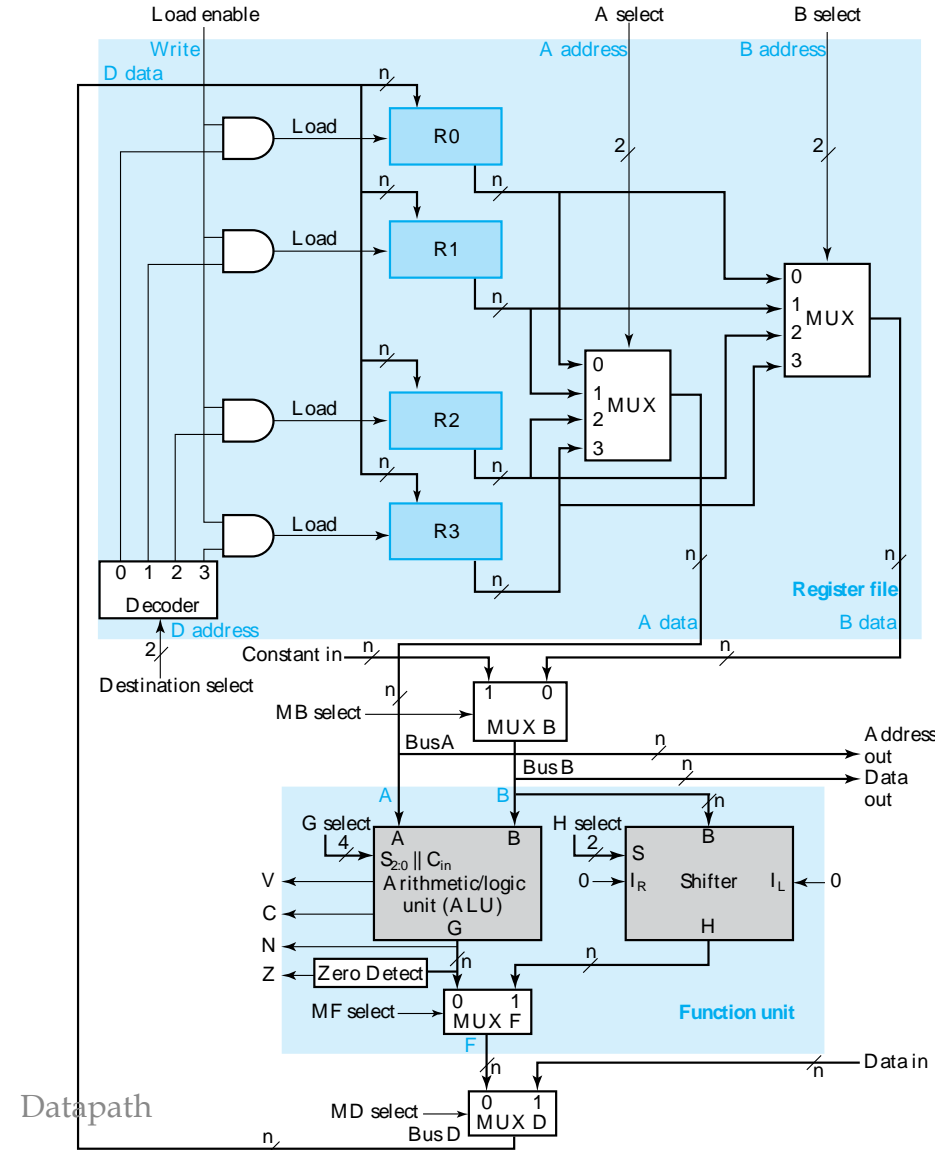 Load enable
A select
B select
Write
A address
B address
D data
n
Load
R0
2
2
n
n
Load
R1
n
0
1
MUX
2
3
n
0
1
MUX
2
3
Load
R2
n
n
Load
R3
n
n
n
0 1 2 3
Decoder
Register file
D address
A data
B data
2
Constant in
n
n
Destination select
n
1 0
MB select
MUX B
Bus A
n
Address
out
Bus B
n
Data
out
A
B
n
G select
4
A
B
H select
2
B
S2:0 || Cin
S
V
Arithmetic/logic
unit (ALU)
0
IR
Shifter
IL
0
C
G
H
N
n
n
Z
Zero Detect
0 1
MF select
MUX F
Function unit
F
n
Data in
n
0 1
MD select
MUX D
Datapath
n
Bus D